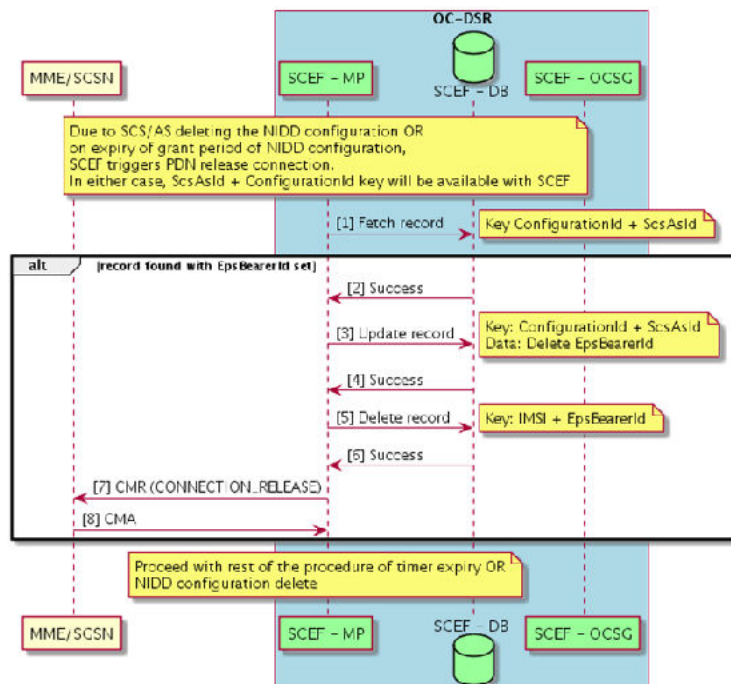 OC-DSR
MME/SCSN
SCEF - MP
SCEF - DB
SCEF - OCSG
Due to SCS/AS deleting the NIDD configuration OR
on expiry of grant period of NIDD configuration,
SCEF triggers PDN release connection.
In either case, ScsAsId + ConfigurationId key will be available with SCEF
[1] Fetch record
Key ConfigurationId + ScsAsId
alt
[record found with EpsBearerId set]
[2] Success
[3] Update record
Key: ConfigurationId + ScsAsId
Data: Delete EpsBearerId
[4] Success
[5] Delete record
Key: IMSI + EpsBearerId
[6] Success
[7] CMR (CONNECTION_RELEASE)
[8] CMA
Proceed with rest of the procedure of timer expiry OR
NIDD configuration delete
MME/SCSN
SCEF - MP
SCEF - DB
SCEF - OCSG